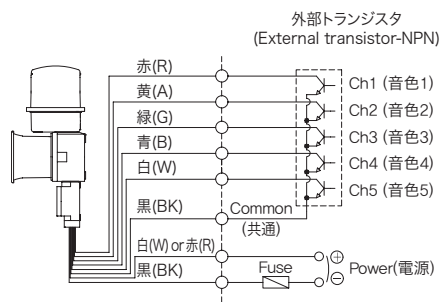 外部トランジスタ
(External transistor-NPN)
赤(R)
Ch1 (音色1)
黄(A)
Ch2 (音色2)
緑(G)
Ch3 (音色3)
青(B)
Ch4 (音色4)
白(W)
Ch5 (音色5)
黒(BK)
Common
(共通)
白(W) or 赤(R)
黒(BK)
Fuse
+
Power(電源)
−